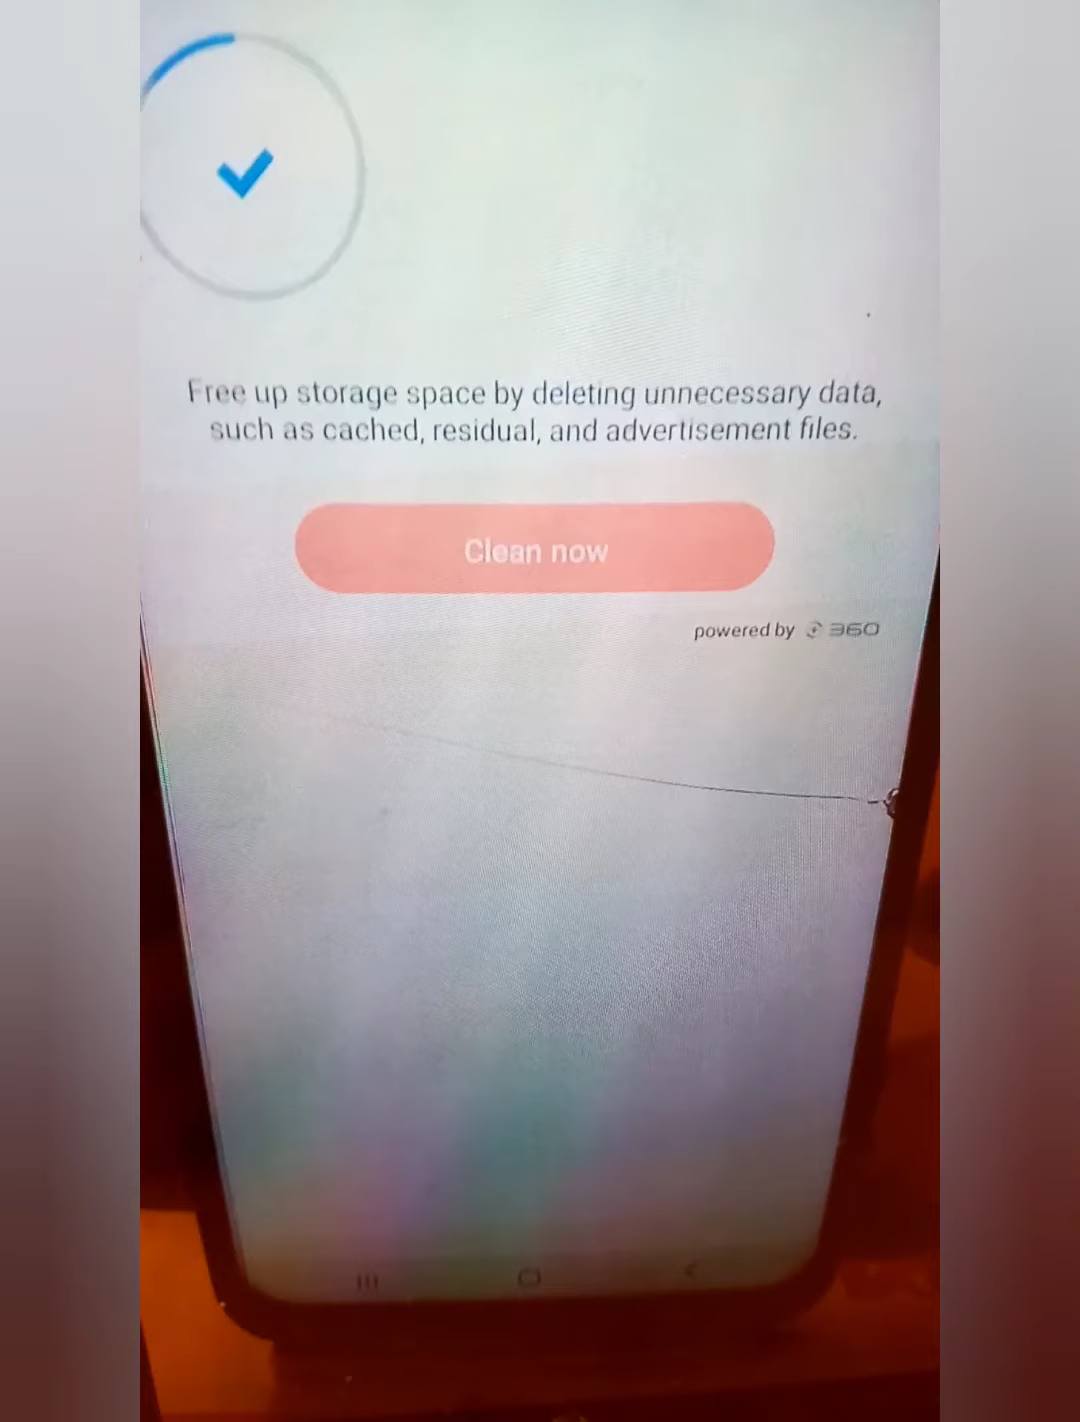 Free up storage space by deleting unnecessary data,
such as cached, residual, and advertisement files.
Clean now
powered by 360